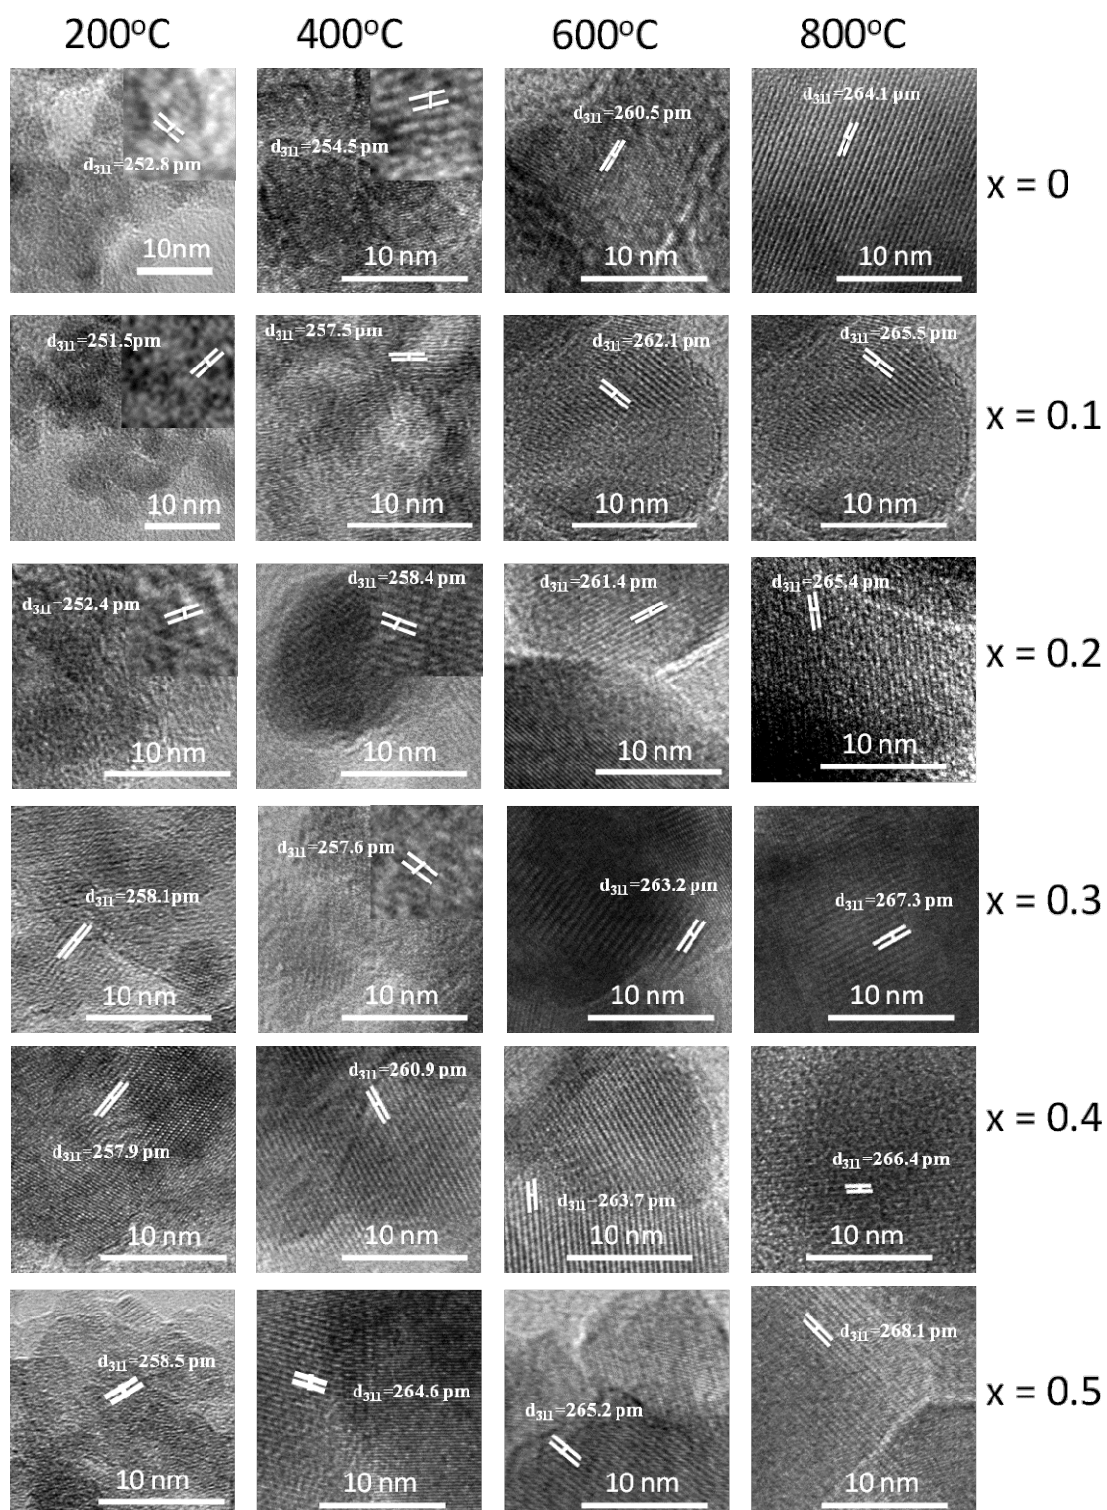 200°C 400°C 600°C 800°C
d311=252.8 pm
10nm
d311=254.5 pm
10 nm
d311=260.5 pm
10 nm
d311=264.1 pm
10 nm
x = 0
d311=251.5pm
10 nm
d311=257.5 pm
10 nm
d311=262.1 pm
10 nm
d311=265.5 pm
10 nm
x = 0.1
d311=252.4 pm
10 nm
d311=258.4 pm
10 nm
d311=261.4 pm
10 nm
d311=265.4 pm
10 nm
x = 0.2
d311=258.1pm
10 nm
d311=257.6 pm
10 nm
d311=263.2 pm
10 nm
d311=267.3 pm
10 nm
x = 0.3
d311=257.9 pm
10 nm
d311=260.9 pm
10 nm
d311=263.7 pm
10 nm
d311=266.4 pm
10 nm
x = 0.4
d311=258.5 pm
10 nm
d311=264.6 pm
10 nm
d311=265.2 pm
10 nm
d311=268.1 pm
10 nm
x = 0.5